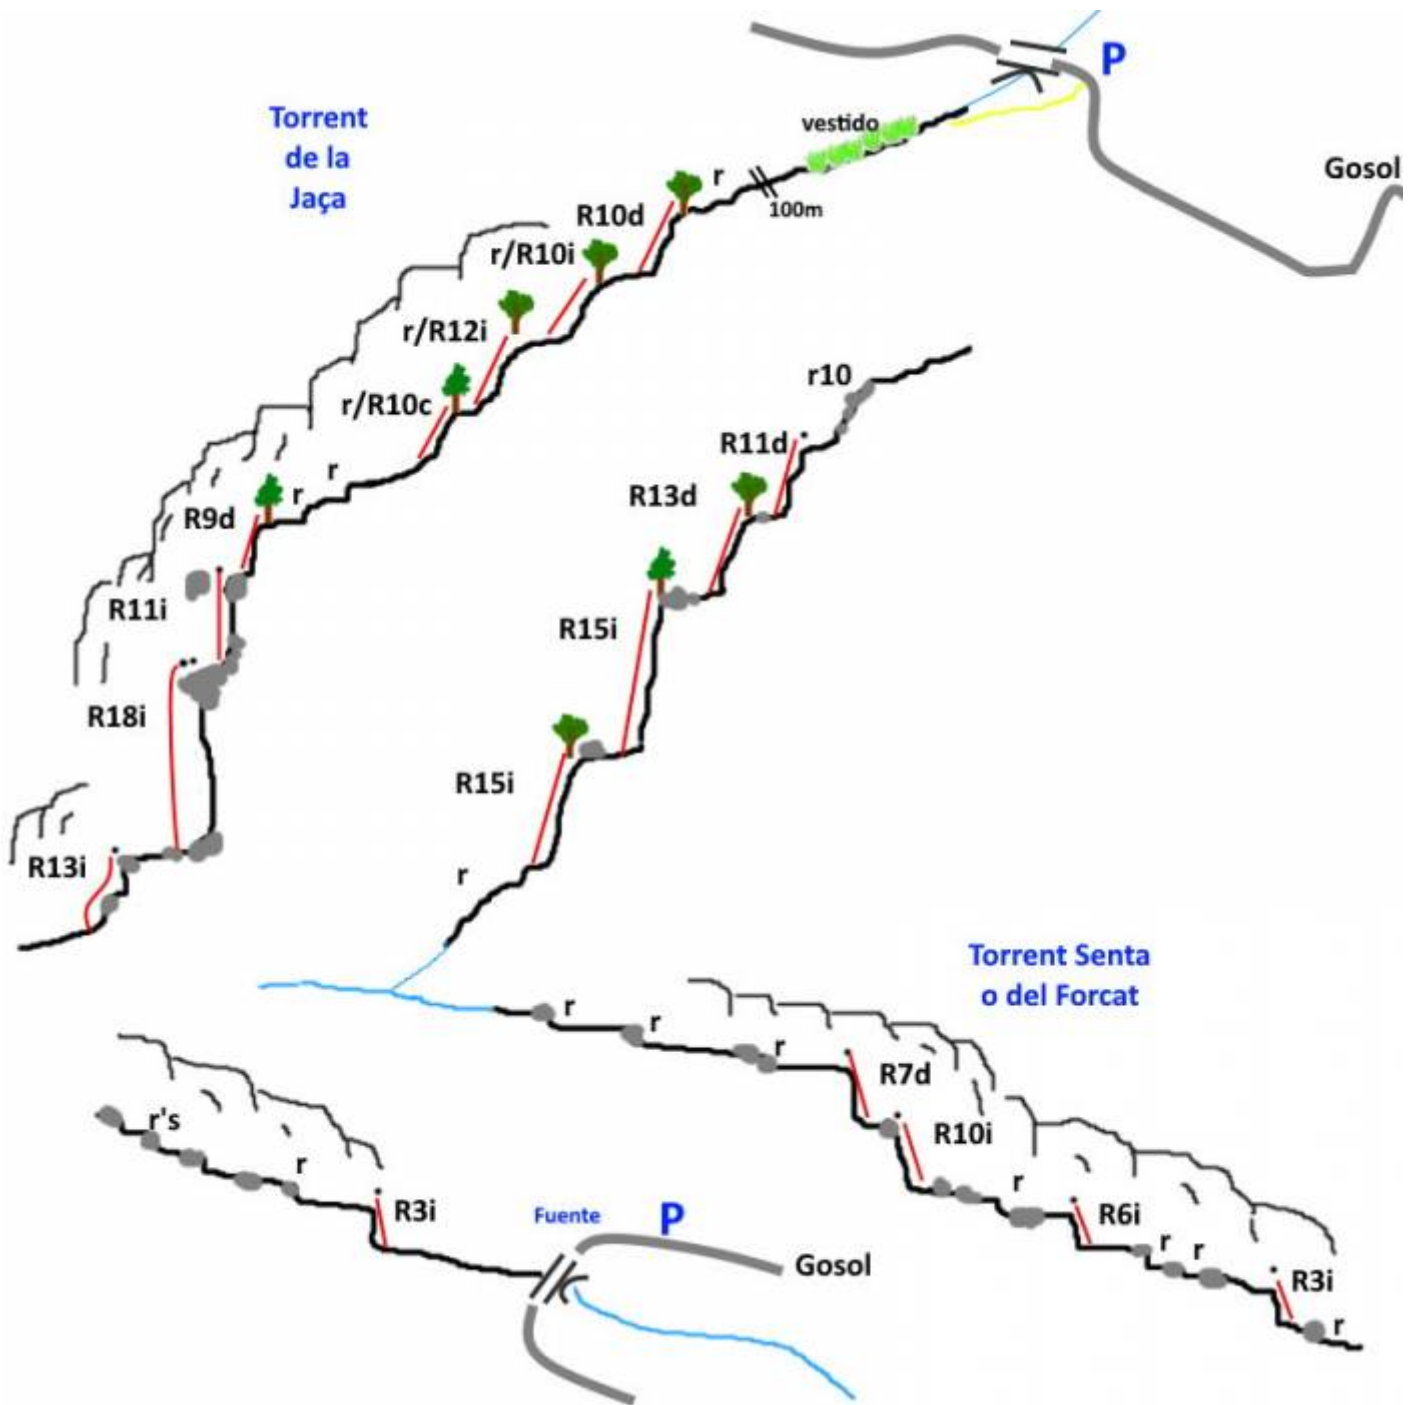 P
Torrent
de la
Jaça
vestido
Gosol
r
100m
R10d
r/R10i
r/R12i
r/R10c
r
r
R9d
R11i
R18i
R13i
r10
R11d
R13d
R15i
R15i
r
Torrent Senta
o del Forcat
r
r
r
R7d
R10i
r
R6i
r
r
R3i
r
r's
r
R3i
Fuente
P
Gosol